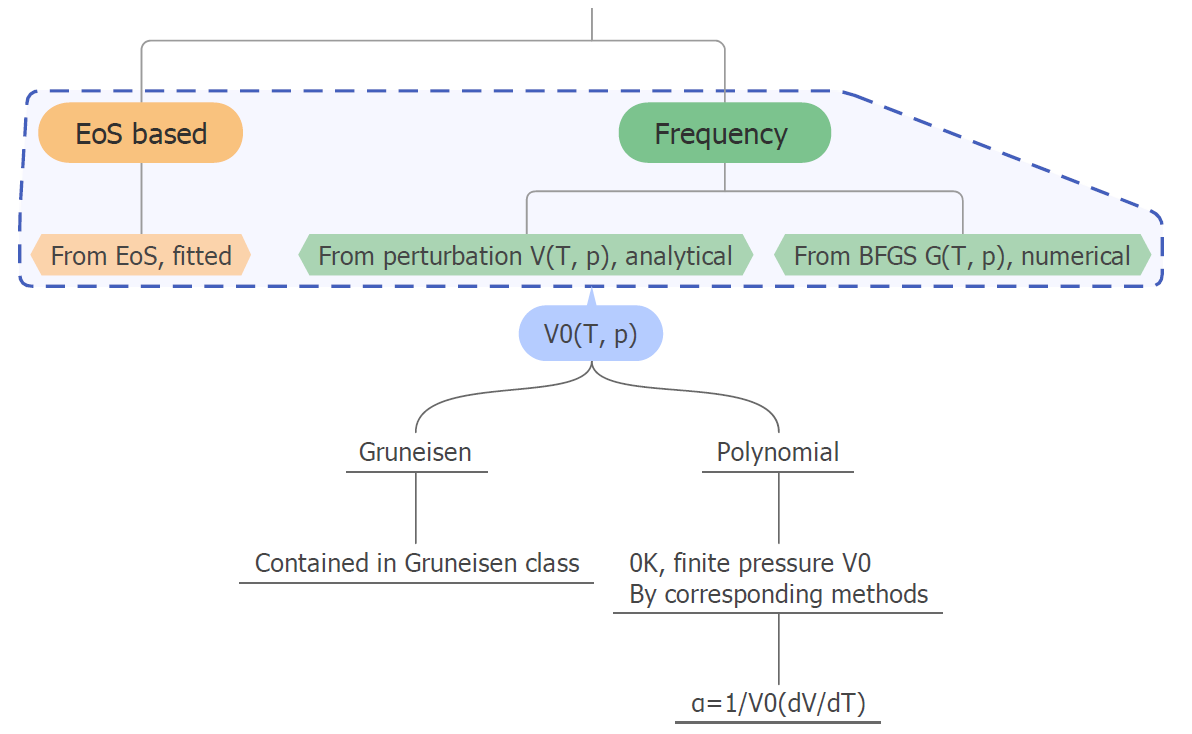 EoS based
Frequency
From EoS, fitted
From perturbation V(T, p), analytical
From BFGS G(T, p), numerical
V0(T, p)
Gruneisen
Polynomial
Contained in Gruneisen class
0K, finite pressure V0
By corresponding methods
α=1/V0(dV/dT)